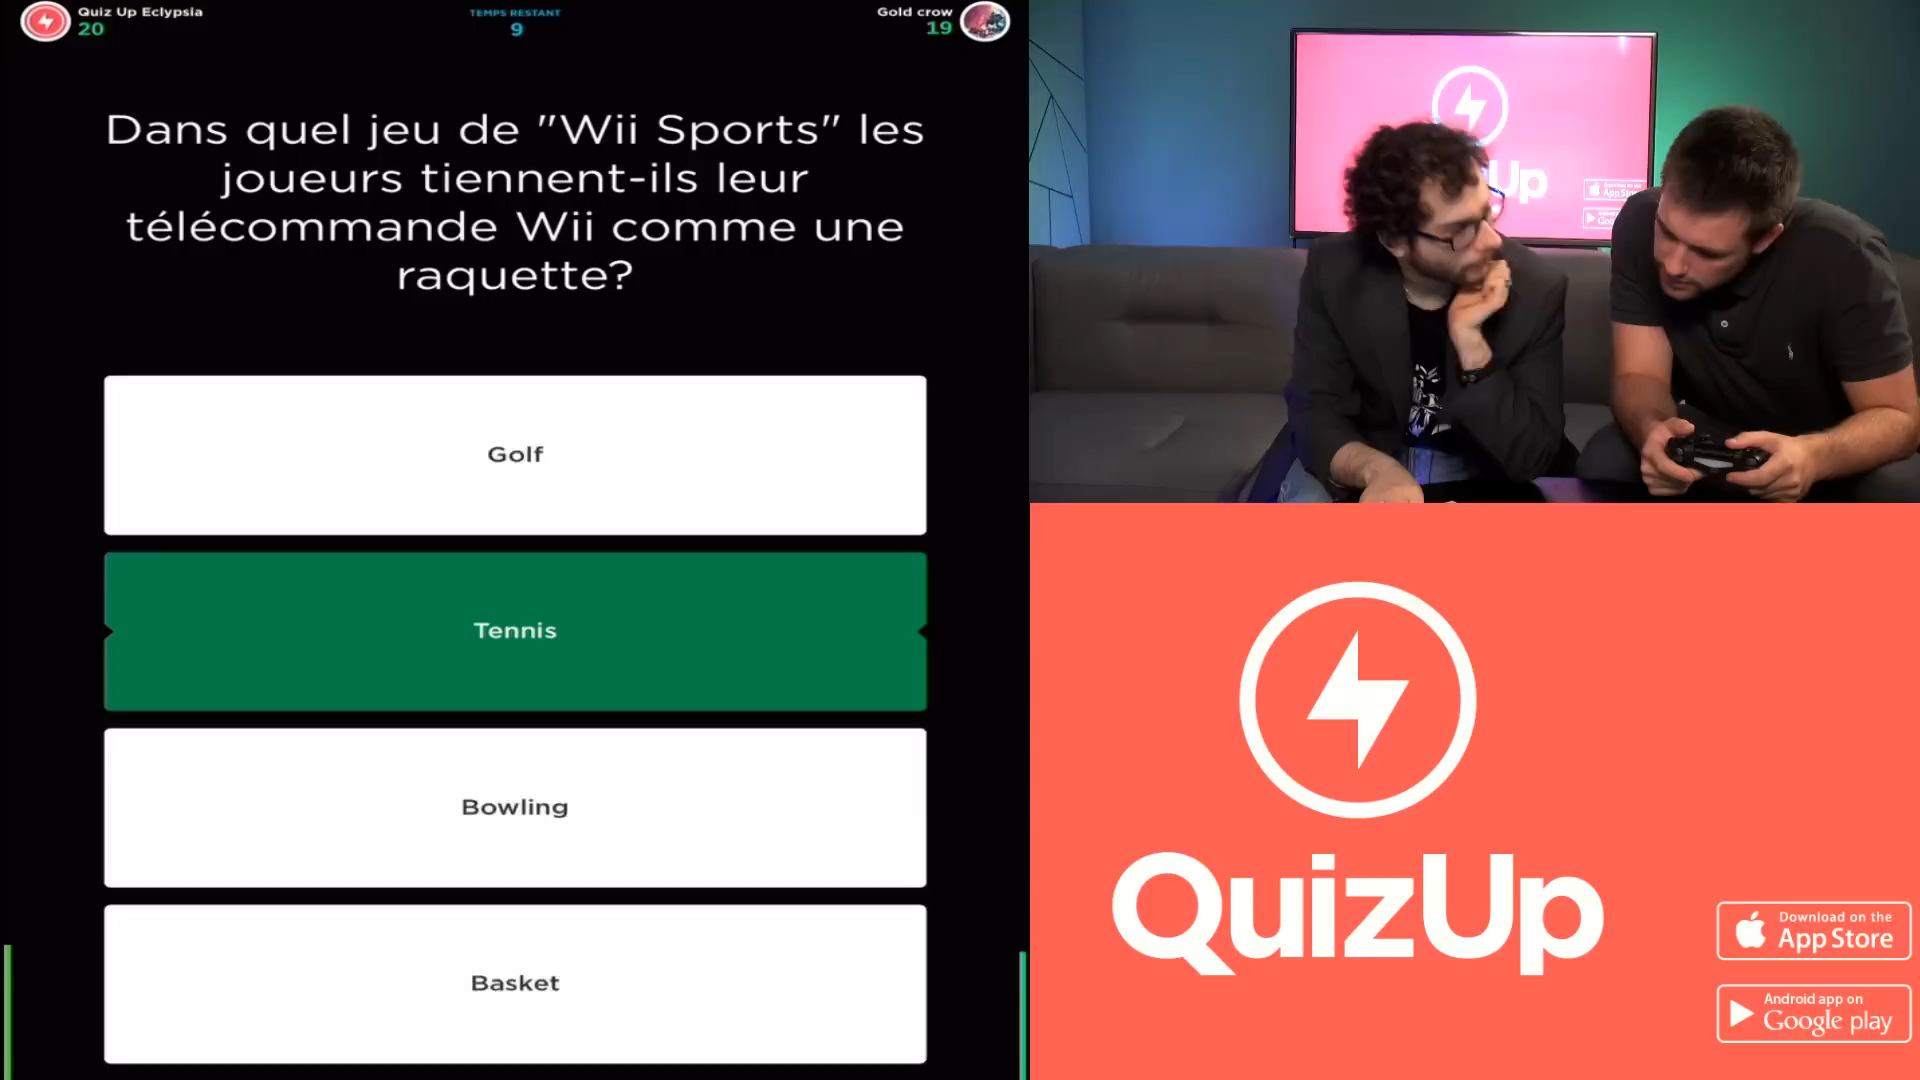 Quiz Up Eclypsia
20
TEMPS RESTANT
9
Gold crow
19
Dans quel jeu de "Wii Sports" les
joueurs tiennent-ils leur
télécommande Wii comme une
raquette?
Golf
Tennis
Bowling
Basket
Up
QuizUp
Download on the
App Store
Android app on
Google play